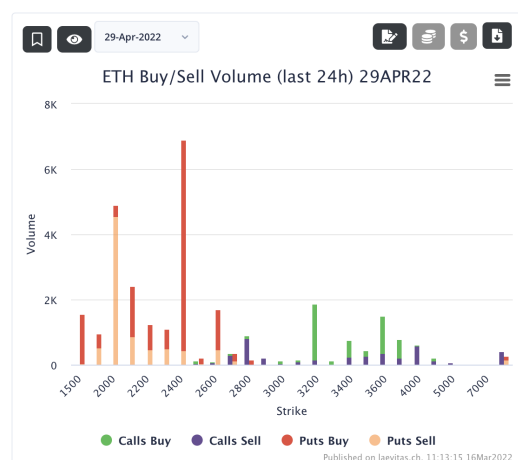 29-Apr-2022
$
ETH Buy/Sell Volume (last 24h) 29APR22
8K
6K
4K
2K
0
Volume
1500
2000
2200
2400
2600
2800
3000
3200
3400
3600
4000
5000
7000
Strike
Calls Buy
Calls Sell
Puts Buy
Puts Sell
Published on laevitas.ch, 11:13:15 16Mar2022